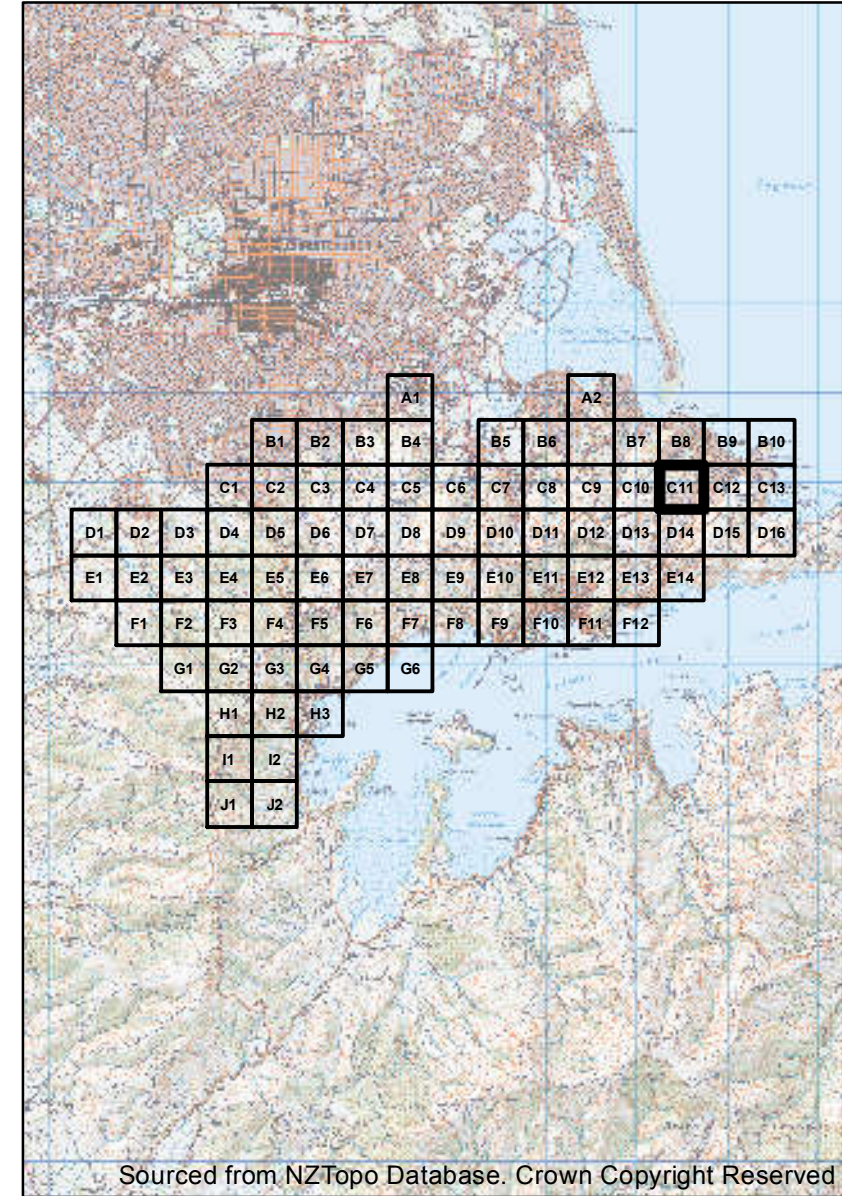 A1 A2
B1 B2 B3 B4 B5 B6 B7 B8 B9 B10
C1 C2 C3 C4 C5 C6 C7 C8 C9 C10 C11 C12 C13
D1 D2 D3 D4 D5 D6 D7 D8 D9 D10 D11 D12 D13 D14 D15 D16
E1 E2 E3 E4 E5 E6 E7 E8 E9 E10 E11 E12 E13 E14
F1 F2 F3 F4 F5 F6 F7 F8 F9 F10 F11 F12
G1 G2 G3 G4 G5 G6
H1 H2 H3
I1 I2
J1 J2
Sourced from NZTopo Database. Crown Copyright Reserved